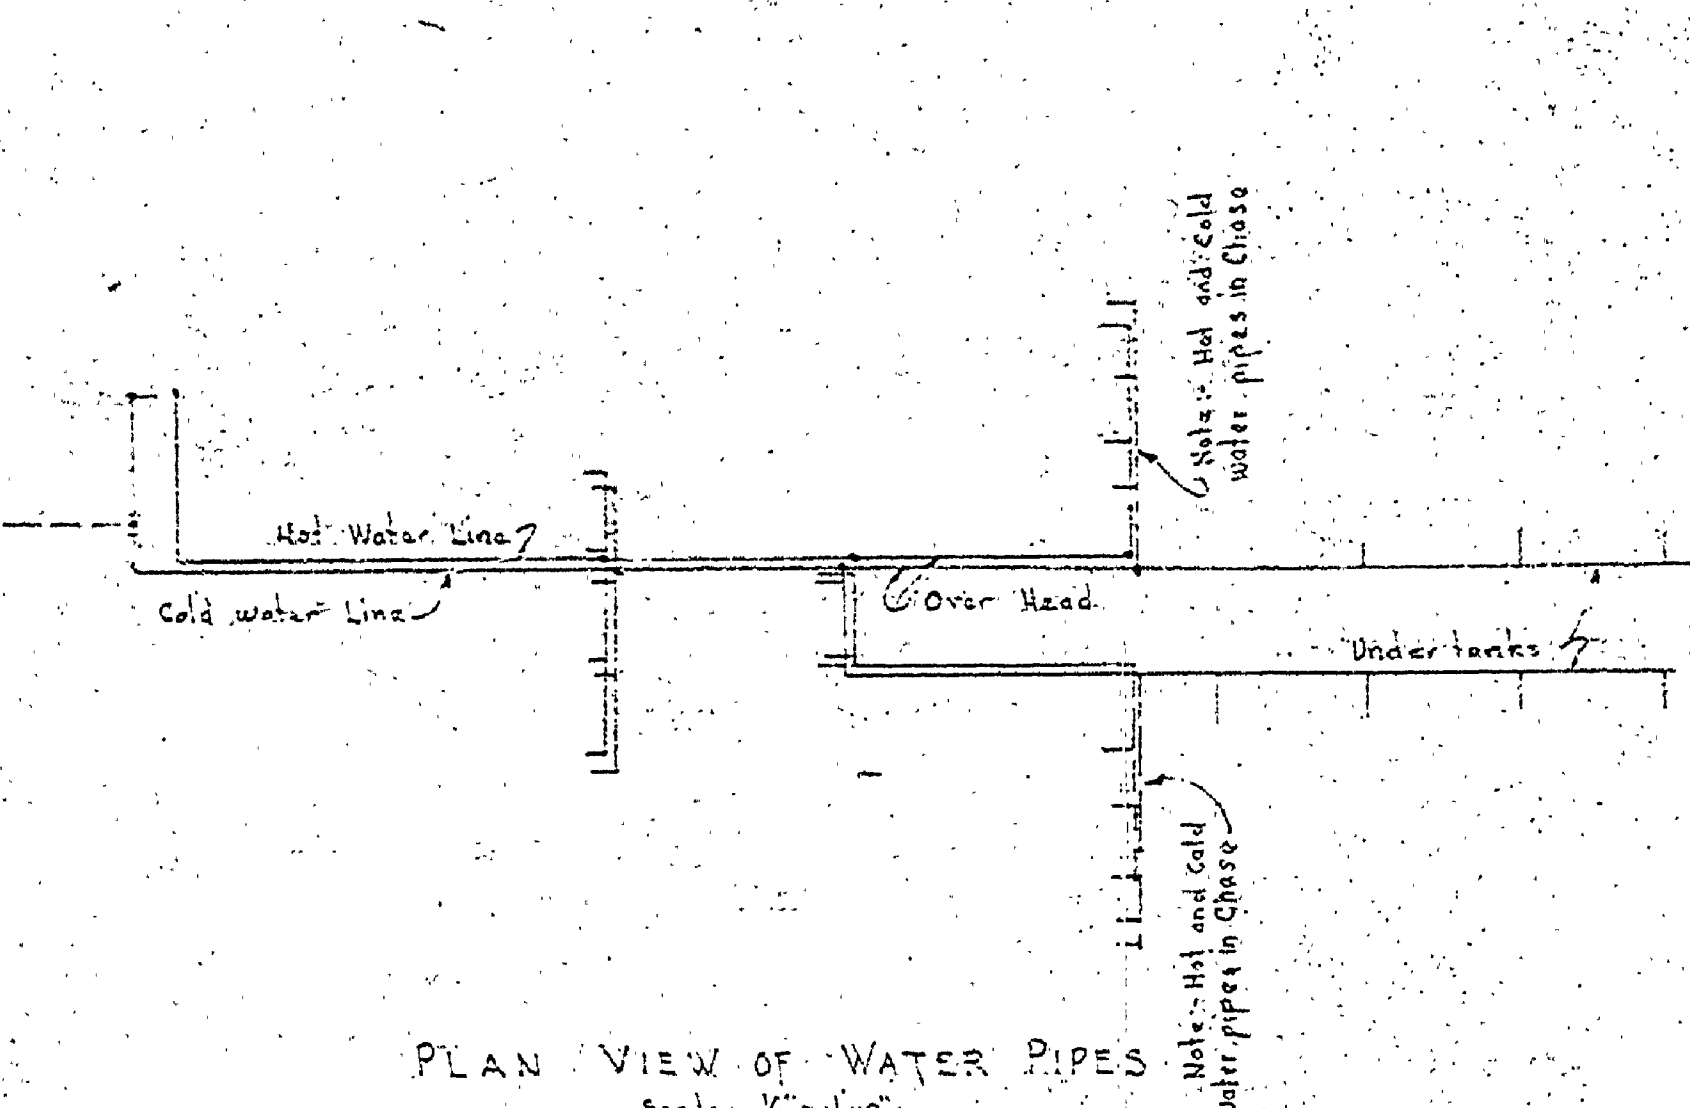 Note:- Hot and Cold
water pipes in Chase
Hot Water Line
Cold water Line
Over Head
Under tanks
Note:- Hot and Cold
water pipes in Chase
PLAN VIEW OF WATER PIPES